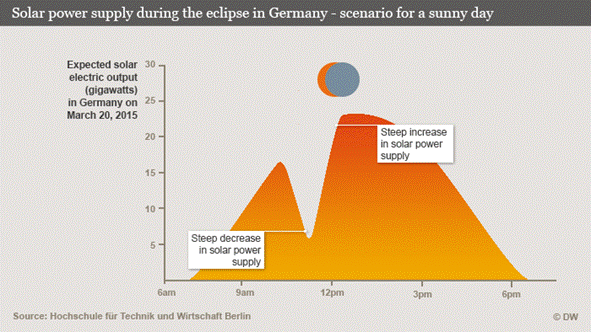 Solar power supply during the eclipse in Germany - scenario for a sunny day
Expected solar
electric output
(gigawatts)
in Germany on
March 20, 2015
30
25
20
15
10
5
Steep increase
in solar power
supply
Steep decrease
in solar power
supply
6am
9am
12pm
3pm
6pm
Source: Hochschule für Technik und Wirtschaft Berlin
© DW